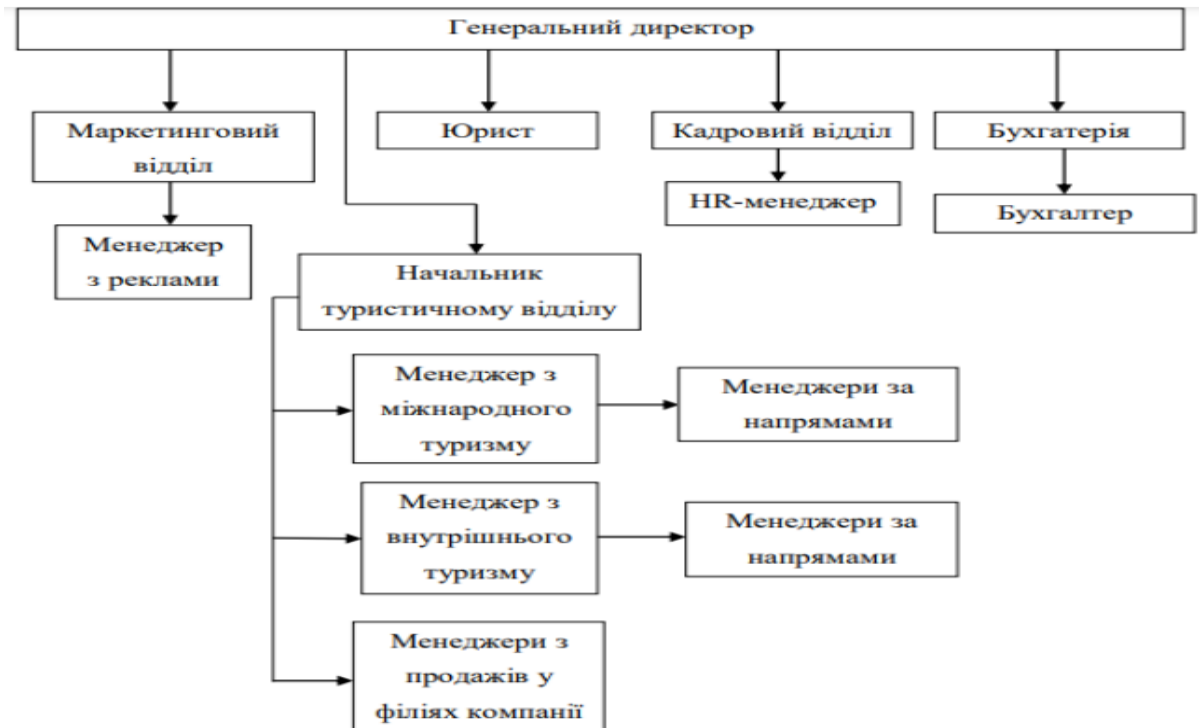 Генеральний директор
Маркетинговий
відділ
Юрист
Кадровий відділ
Бухгатерія
HR-менеджер
Бухгалтер
Менеджер
з реклами
Начальник
туристичному відділу
Менеджер з
міжнародного
туризму
Менеджери за
напрямами
Менеджер з
внутрішнього
туризму
Менеджери за
напрямами
Менеджери з
продажів у
філіях компанії